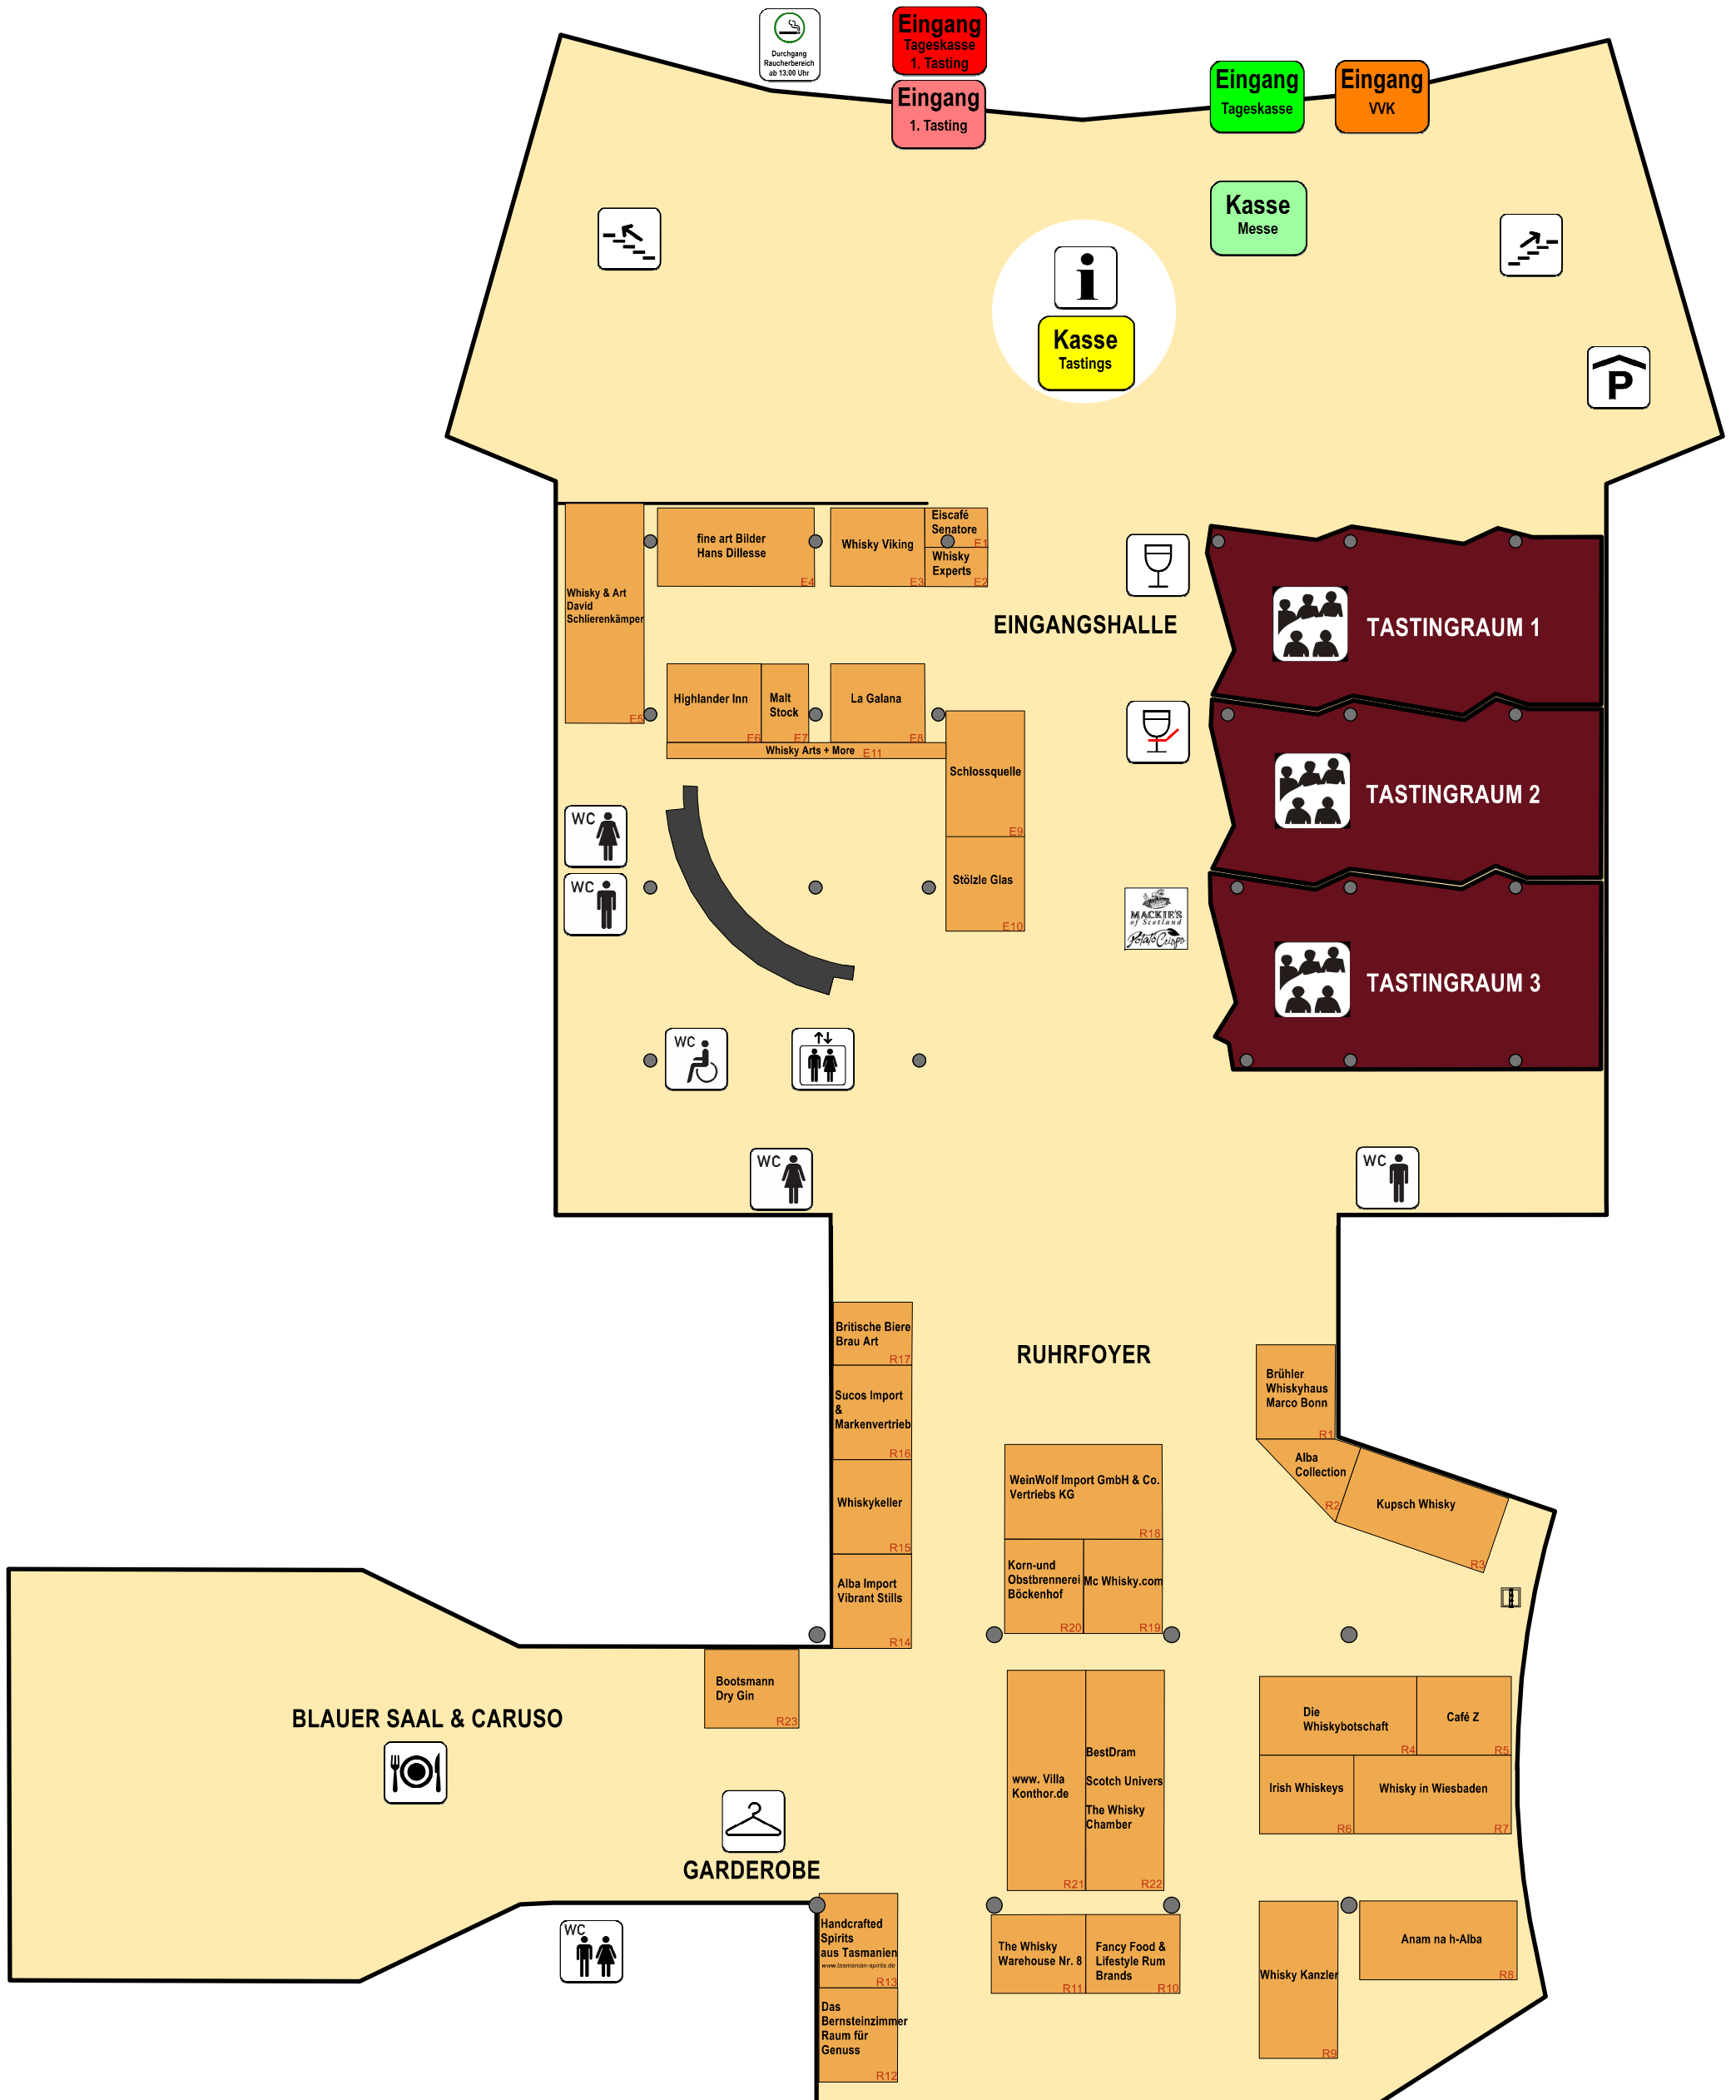 Durchgang
Raucherbereich
ab 13:00 Uhr
Eingang
Tageskasse
1. Tasting
Eingang
1. Tasting
Eingang
Tageskasse
Eingang
VVK
Kasse
Messe
i
Kasse
Tastings
P
Whisky & Art
David
Schlierenkämper
E5
fine art Bilder
Hans Dillesse
E4
Whisky Viking
E3
Eiscafé
Senatore
E1
Whisky
Experts
E2
EINGANGSHALLE
TASTINGRAUM 1
Highlander Inn
E6
Malt
Stock
E7
La Galana
E8
Whisky Arts + More E11
Schlossquelle
E9
Stölzle Glas
E10
TASTINGRAUM 2
WC
WC
MACKIE'S
of Scotland
Potato Crisps
TASTINGRAUM 3
WC
WC
WC
Britische Biere
Brau Art
R17
Sucos Import
&
Markenvertrieb
R16
Whiskykeller
R15
Alba Import
Vibrant Stills
R14
RUHRFOYER
Brühler
Whiskyhaus
Marco Bonn
R1
Alba
Collection
R2
Kupsch Whisky
R3
WeinWolf Import GmbH & Co.
Vertriebs KG
R18
Korn-und
Obstbrennerei
Böckenhof
R20
Mc Whisky.com
R19
Bootsmann
Dry Gin
R23
BLAUER SAAL & CARUSO
GARDEROBE
www. Villa
Konthor.de
R21
BestDram
Scotch Univers
The Whisky
Chamber
R22
Die
Whiskybotschaft
R4
Café Z
R5
Irish Whiskeys
R6
Whisky in Wiesbaden
R7
WC
Handcrafted
Spirits
aus Tasmanien
www.tasmanian-spirits.de
R13
Das
Bernsteinzimmer
Raum für
Genuss
R12
The Whisky
Warehouse Nr. 8
R11
Fancy Food &
Lifestyle Rum
Brands
R10
Whisky Kanzler
R9
Anam na h-Alba
R8